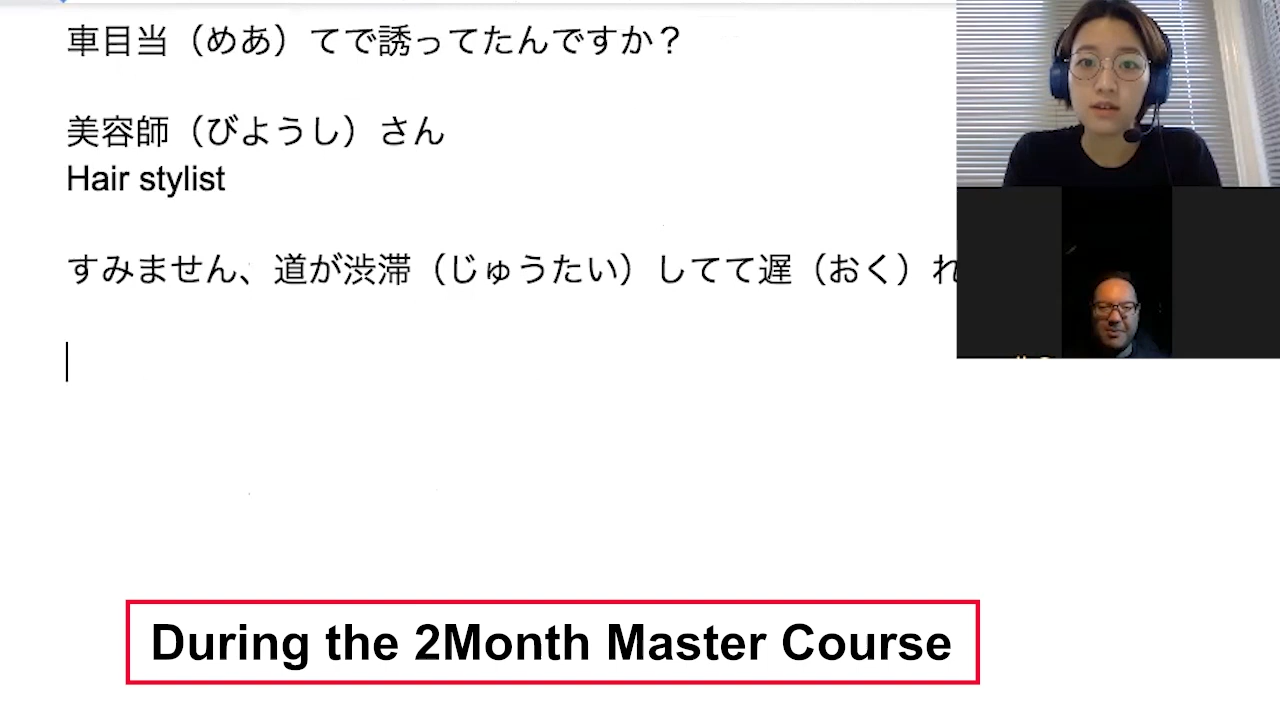 車目当（めあ）てで誘ってたんですか？
美容師（びようし）さん
Hair stylist
すみません、道が渋滞（じゅうたい）してて遅（おく）れ
During the 2Month Master Course